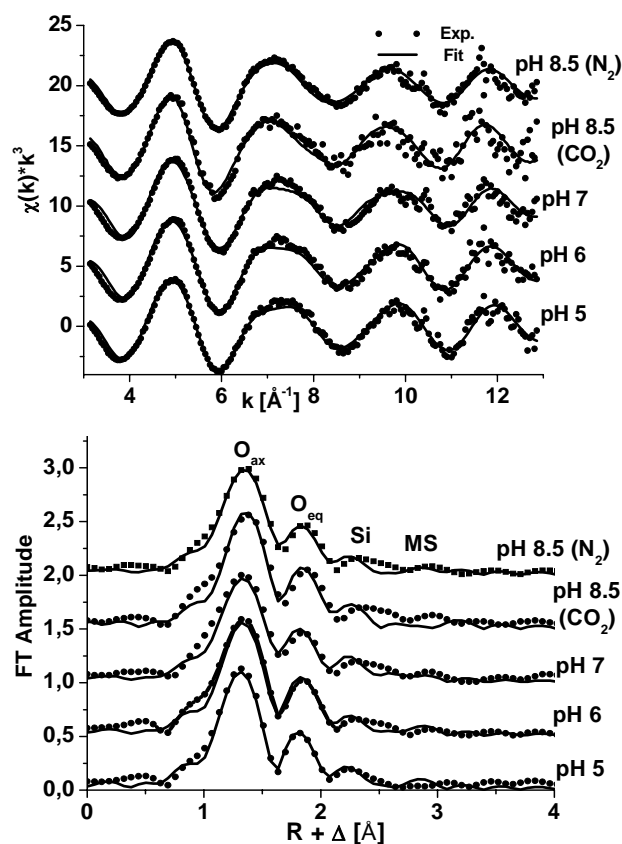 Exp.
Fit
25
20
15
10
5
0
χ(k)*k³
pH 8.5 (N₂)
pH 8.5
(CO₂)
pH 7
pH 6
pH 5
4 6 8 10 12
k [Å⁻¹]
3,0
2,5
2,0
1,5
1,0
0,5
0,0
FT Amplitude
Oax
Oeq
Si
MS
pH 8.5 (N₂)
pH 8.5
(CO₂)
pH 7
pH 6
pH 5
0 1 2 3 4
R + Δ [Å]